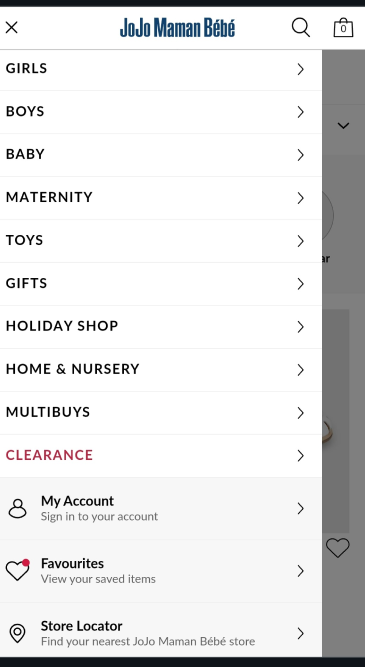 JoJo Maman Bébé
0
GIRLS
BOYS
BABY
MATERNITY
TOYS
GIFTS
ar
HOLIDAY SHOP
HOME & NURSERY
MULTIBUYS
CLEARANCE
My Account
Sign in to your account
Favourites
View your saved items
Store Locator
Find your nearest JoJo Maman Bébé store